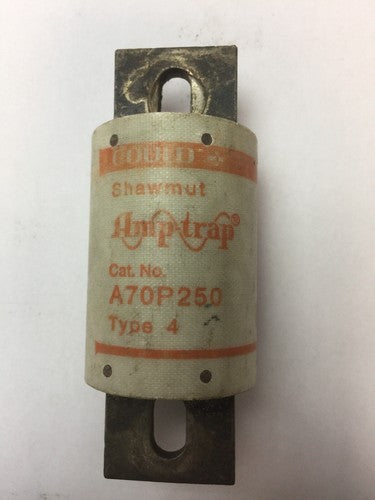 GOULD
Shawmut
Amp-trap®
Cat. No.
A70P250
Type 4